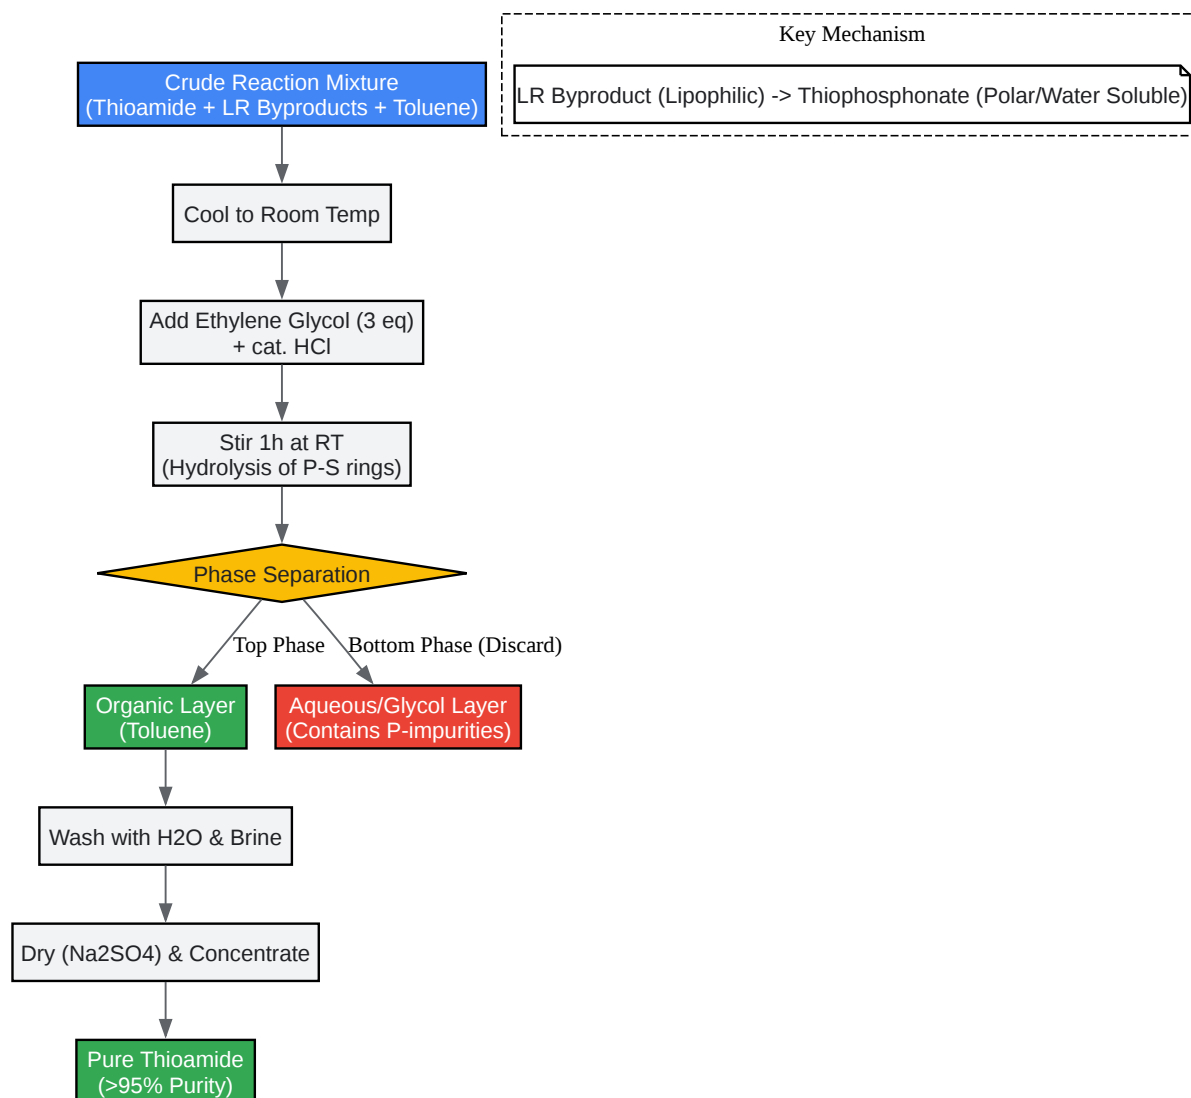 Key Mechanism
LR Byproduct (Lipophilic) -> Thiophosphonate (Polar/Water Soluble)
Crude Reaction Mixture
(Thioamide + LR Byproducts + Toluene)
Cool to Room Temp
Add Ethylene Glycol (3 eq)
+ cat. HCl
Stir 1h at RT
(Hydrolysis of P-S rings)
Phase Separation
Top Phase
Bottom Phase (Discard)
Organic Layer
(Toluene)
Aqueous/Glycol Layer
(Contains P-impurities)
Wash with H2O & Brine
Dry (Na2SO4) & Concentrate
Pure Thioamide
(>95% Purity)